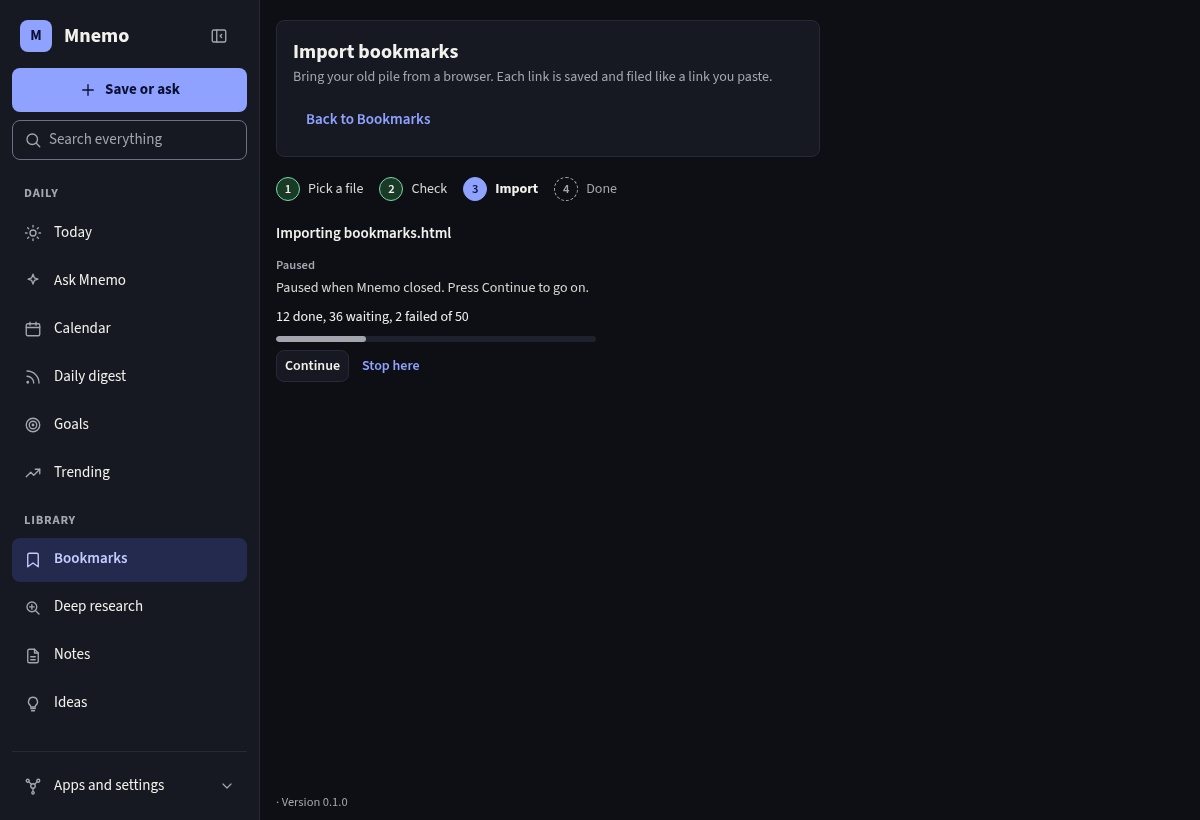 M
Mnemo
Save or ask
Search everything
DAILY
Today
Ask Mnemo
Calendar
Daily digest
Goals
Trending
LIBRARY
Bookmarks
Deep research
Notes
Ideas
Apps and settings
Import bookmarks
Bring your old pile from a browser. Each link is saved and filed like a link you paste.
Back to Bookmarks
1 Pick a file 2 Check 3 Import 4 Done
Importing bookmarks.html
Paused
Paused when Mnemo closed. Press Continue to go on.
12 done, 36 waiting, 2 failed of 50
Continue Stop here
· Version 0.1.0